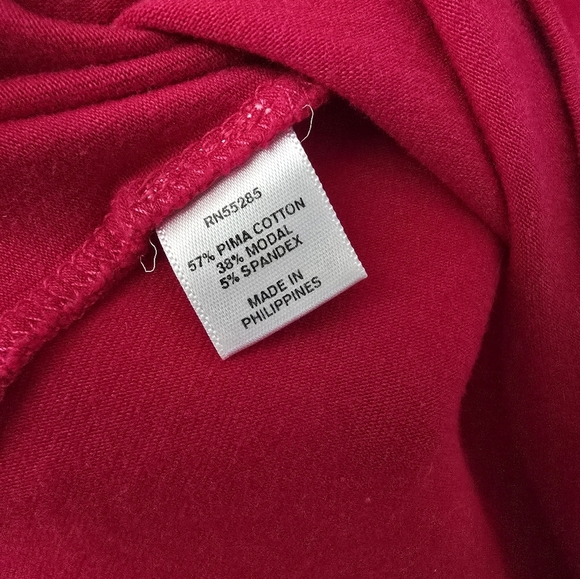 RN55285
57% PIMA COTTON
38% MODAL
5% SPANDEX
MADE IN
PHILIPPINES